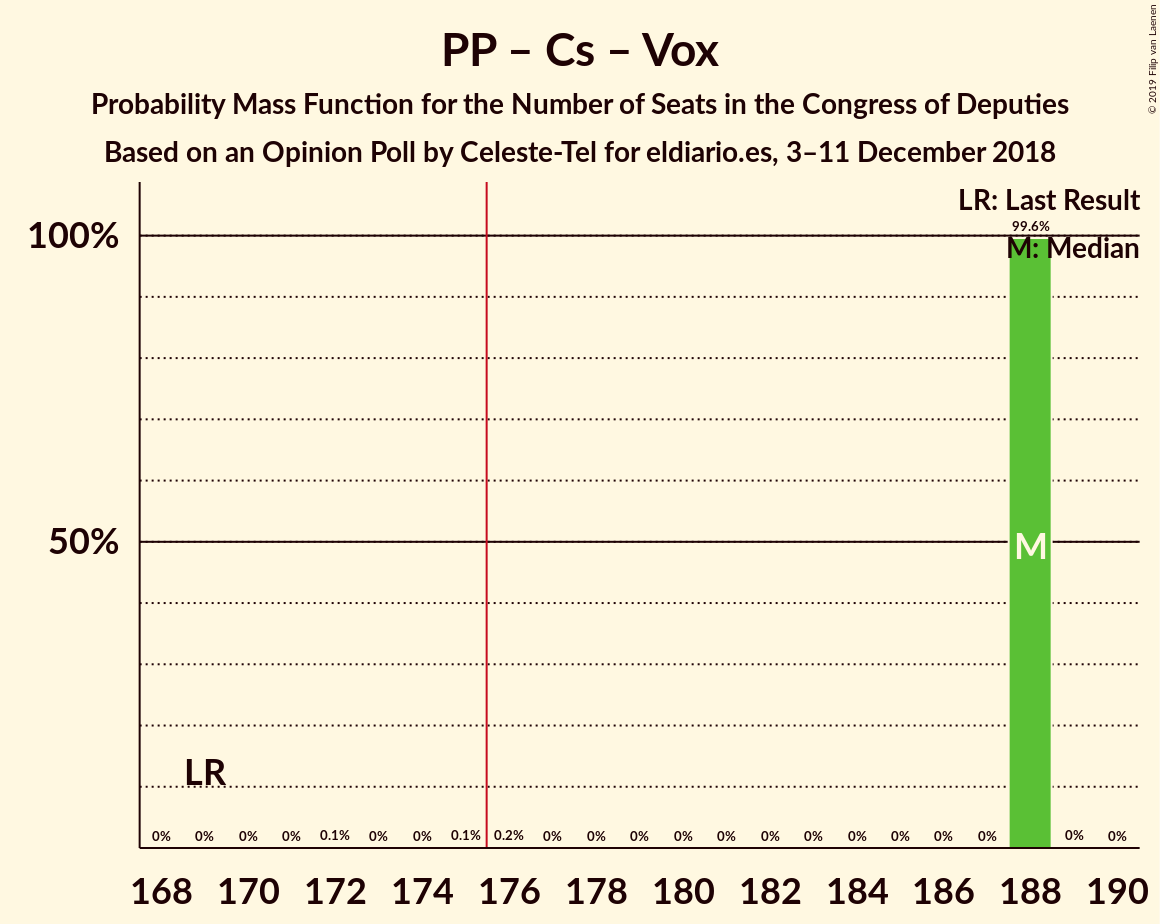 PP – Cs – Vox
Probability Mass Function for the Number of Seats in the Congress of Deputies
Based on an Opinion Poll by Celeste-Tel for eldiario.es, 3–11 December 2018
© 2019 Filip van Laenen
LR: Last Result
99.6%
M: Median
100%
50%
M
LR
0% 0% 0% 0% 0.1% 0% 0% 0.1% 0.2% 0% 0% 0% 0% 0% 0% 0% 0% 0% 0% 0% 0% 0%
168 170 172 174 176 178 180 182 184 186 188 190